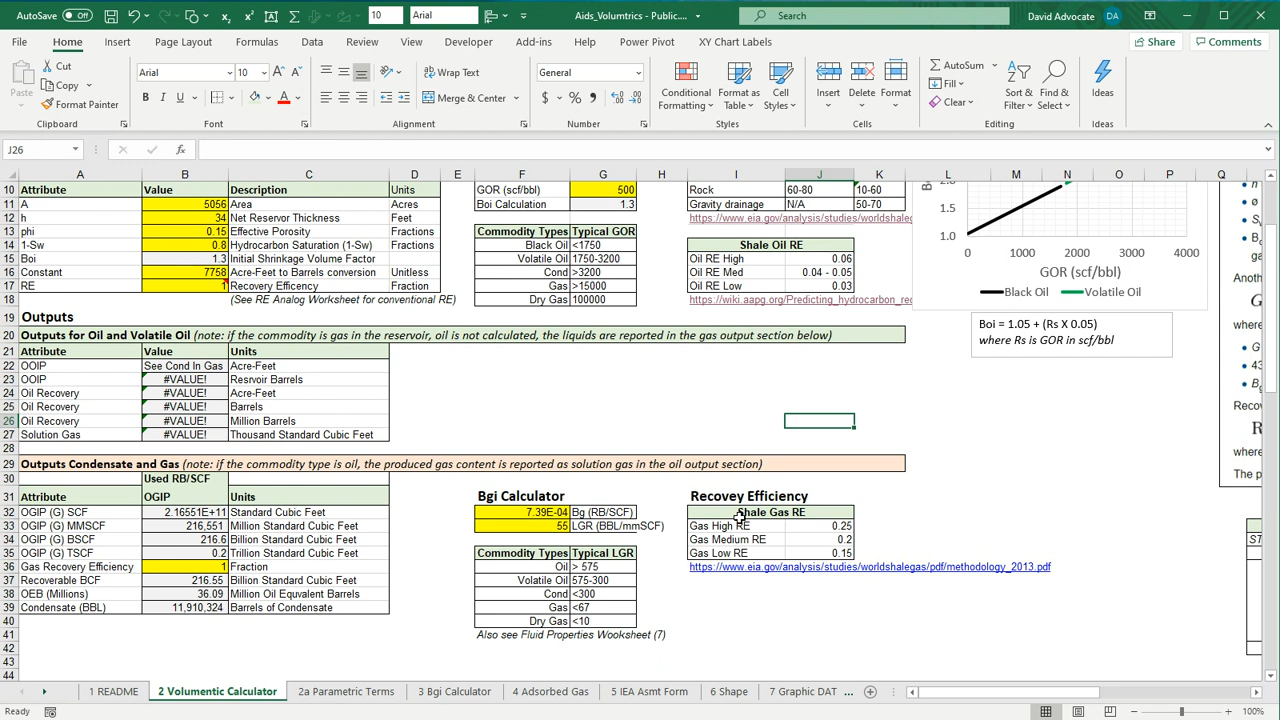 AutoSave Off 10 Arial Aids_Volumtrics - Public.... Search David Advocate DA
File Home Insert Page Layout Formulas Data Review View Developer Add-ins Help Power Pivot XY Chart Labels Share Comments
Cut Arial 10 Wrap Text General AutoSum
Copy Fill
Paste Format Painter Merge & Center Conditional Formatting Format as Table Cell Styles Insert Delete Format Clear Sort & Filter Find & Select Ideas
Clipboard Font Alignment Number Styles Cells Editing Ideas
J26
A B C D E F G H I J K L M N O P Q
10 Attribute Value Description Units GOR (scf/bbl) 500 Rock 60-80 10-60
11 A 5056 Area Acres Boi Calculation 1.3 Gravity drainage N/A 50-70
12 h 34 Net Reservor Thickness Feet https://www.eia.gov/analysis/studies/worldshaleg
13 phi 0.15 Effective Porosity Fractions Commodity Types Typical GOR
14 1-Sw 0.8 Hydrocarbon Saturation (1-Sw) Fractions Black Oil <1750 Shale Oil RE
15 Boi 1.3 Initial Shrinkage Volume Factor Volatile Oil 1750-3200 Oil RE High 0.06
16 Constant 7758 Acre-Feet to Barrels conversion Unitless Cond >3200 Oil RE Med 0.04 - 0.05
17 RE 1 Recovery Efficency Fraction Gas >15000 Oil RE Low 0.03
18 (See RE Analog Worksheet for conventional RE) Dry Gas 100000 https://wiki.aapg.org/Predicting_hydrocarbon_rec
1.5
1.0
0 1000 2000 3000 4000
GOR (scf/bbl)
Black Oil Volatile Oil
Boi = 1.05 + (Rs X 0.05)
where Rs is GOR in scf/bbl
19 Outputs
20 Outputs for Oil and Volatile Oil (note: if the commodity is gas in the reservoir, oil is not calculated, the liquids are reported in the gas output section below)
21 Attribute Value Units
22 OOIP See Cond In Gas Acre-Feet
23 OOIP #VALUE! Resrvoir Barrels
24 Oil Recovery #VALUE! Acre-Feet
25 Oil Recovery #VALUE! Barrels
26 Oil Recovery #VALUE! Million Barrels
27 Solution Gas #VALUE! Thousand Standard Cubic Feet
28
29 Outputs Condensate and Gas (note: if the commodity type is oil, the produced gas content is reported as solution gas in the oil output section)
30 Used RB/SCF
31 Attribute OGIP Units Bgi Calculator Recovey Efficiency
32 OGIP (G) SCF 2.16551E+11 Standard Cubic Feet 7.39E-04 Bg (RB/SCF) Shale Gas RE
33 OGIP (G) MMSCF 216,551 Million Standard Cubic Feet 55 LGR (BBL/mmSCF) Gas High RE 0.25
34 OGIP (G) BSCF 216.6 Billion Standard Cubic Feet Gas Medium RE 0.2
35 OGIP (G) TSCF 0.2 Trillion Standard Cubic Feet Commodity Types Typical LGR Gas Low RE 0.15
36 Gas Recovery Efficiency 1 Fraction Oil > 575 https://www.eia.gov/analysis/studies/worldshalegas/pdf/methodology_2013.pdf
37 Recoverable BCF 216.55 Billion Standard Cubic Feet Volatile Oil 575-300
38 OEB (Millions) 36.09 Million Oil Equvalent Barrels Cond <300
39 Condensate (BBL) 11,910,324 Barrels of Condensate Gas <67
40 Dry Gas <10
41 Also see Fluid Properties Wooksheet (7)
42
43
44
Anothe
where
G
43
Recov
where
The p
ST
1 README 2 Volumentic Calculator 2a Parametric Terms 3 Bgi Calculator 4 Adsorbed Gas 5 IEA Asmt Form 6 Shape 7 Graphic DAT ...
Ready 100%